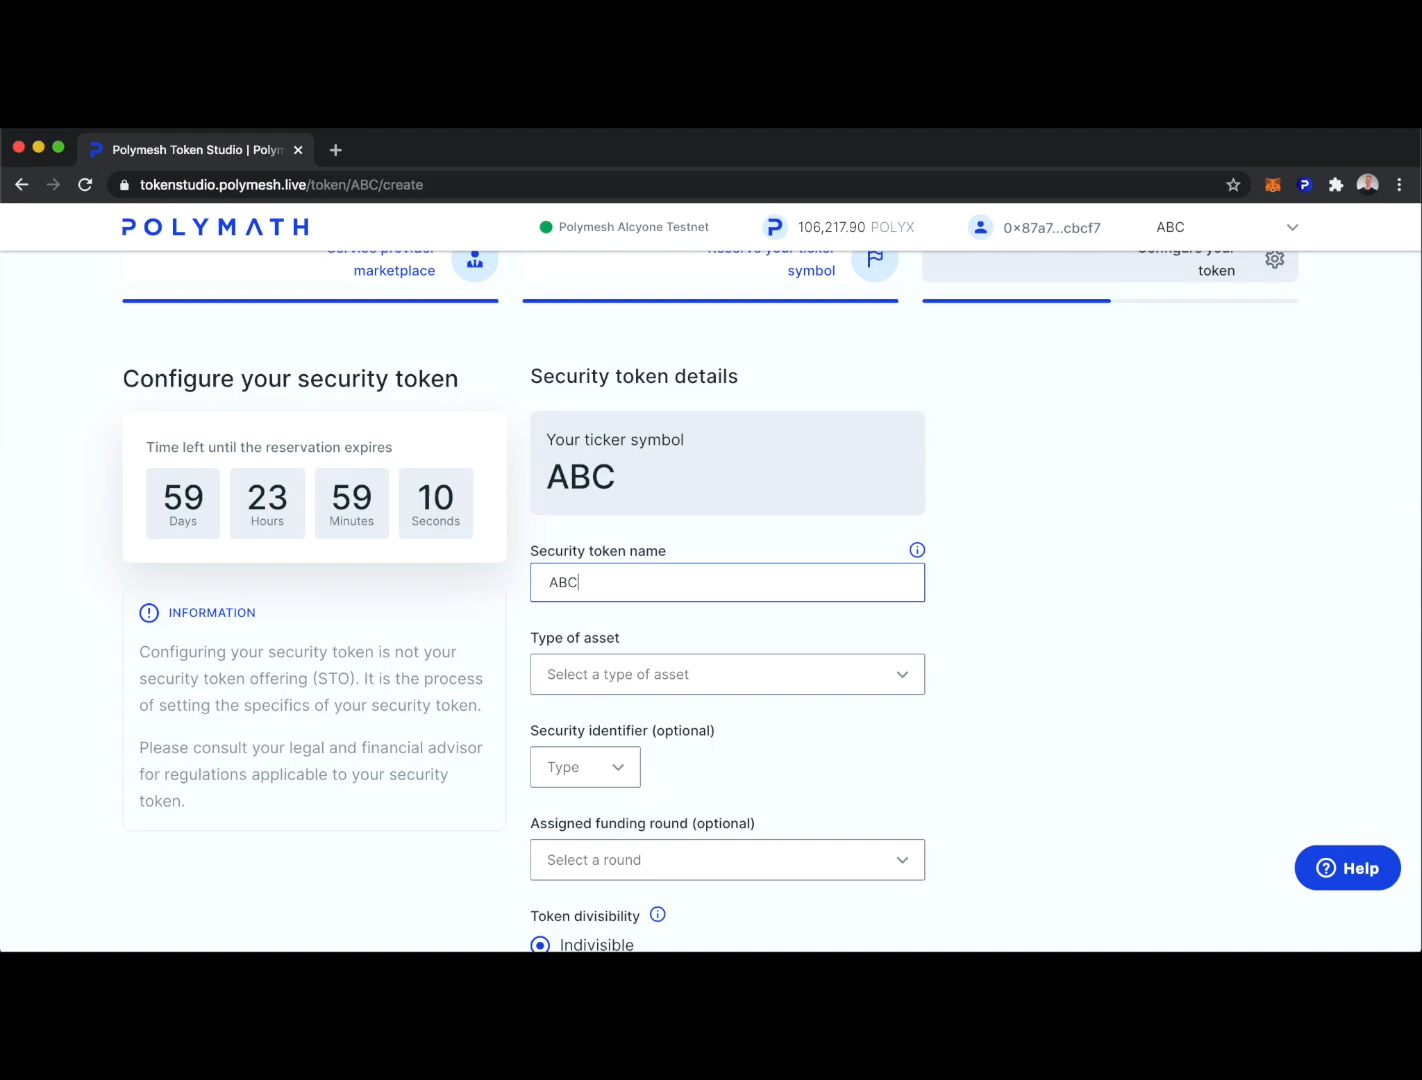 Polymesh Token Studio | Polym
tokenstudio.polymesh.live/token/ABC/create
POLYMATH
Polymesh Alcyone Testnet
106,217.90 POLYX
0x87a7...cbcf7
ABC
Service provider
marketplace
Reserve your ticker
symbol
Configure your
token
Configure your security token
Time left until the reservation expires
59
Days
23
Hours
59
Minutes
10
Seconds
INFORMATION
Configuring your security token is not your
security token offering (STO). It is the process
of setting the specifics of your security token.
Please consult your legal and financial advisor
for regulations applicable to your security
token.
Security token details
Your ticker symbol
ABC
Security token name
ABC
Type of asset
Select a type of asset
Security identifier (optional)
Type
Assigned funding round (optional)
Select a round
Token divisibility
Indivisible
Help